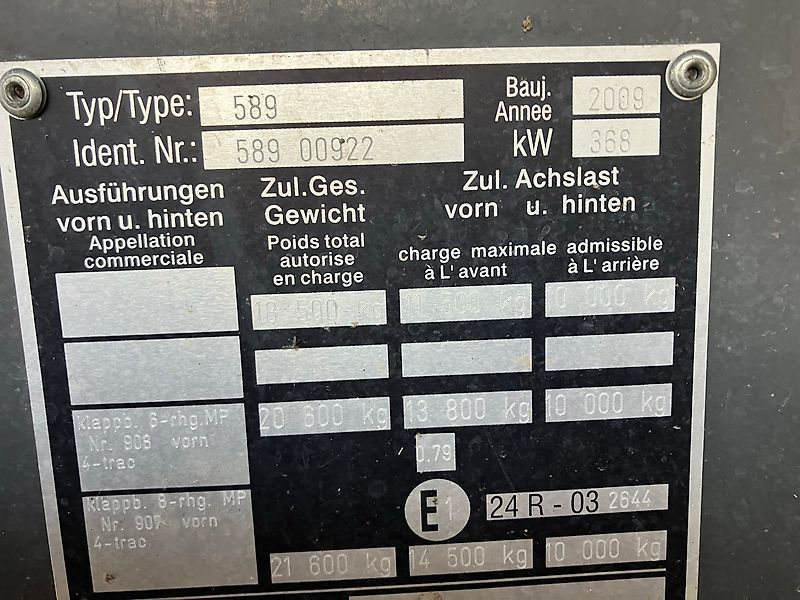 Typ/Type: 589
Bauj. Annee 2009
Ident. Nr.: 589 00922
kW 368
Ausführungen vorn u. hinten
Appellation commerciale
Zul.Ges. Gewicht
Poids total autorise en charge
Zul. Achslast
vorn u. hinten
charge maximale admissible
à L'avant à L'arrière
18 500 kg 11 500 kg 10 000 kg
klappb. 6-rhg.MP
Nr. 906 vorn
4-trac
20 600 kg 13 800 kg 10 000 kg
0.79
E1 24 R - 03 2644
klappb. 8-rhg. MP
Nr. 907 vorn
4-trac
21 600 kg 14 500 kg 10 000 kg